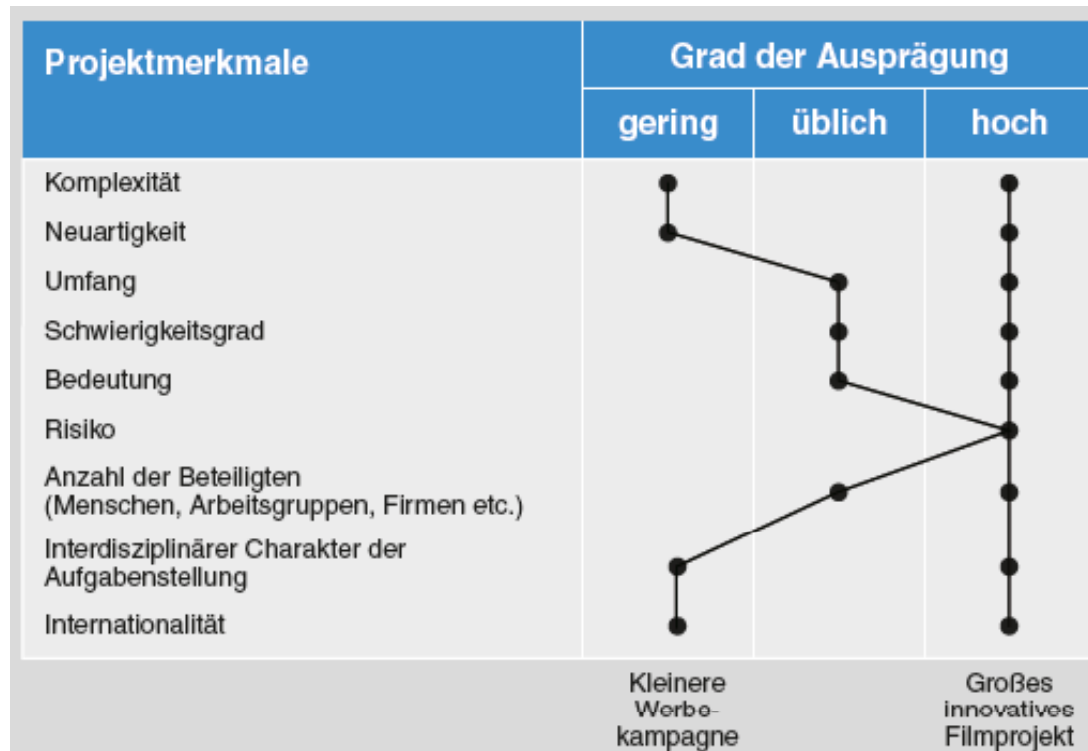 Projektmerkmale
Grad der Ausprägung
gering
üblich
hoch
Komplexität
Neuartigkeit
Umfang
Schwierigkeitsgrad
Bedeutung
Risiko
Anzahl der Beteiligten
(Menschen, Arbeitsgruppen, Firmen etc.)
Interdisziplinärer Charakter der
Aufgabenstellung
Internationalität
Kleinere
Werbe-
kampagne
Großes
innovatives
Filmprojekt